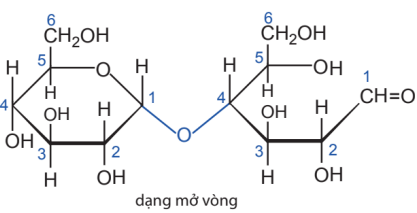 6 6
CH₂OH CH₂OH
H 5 O H H 5 OH
1
H H CH=O
4 1 4
OH H OH H
OH O
3 2 3 2
H OH H OH
dạng mở vòng